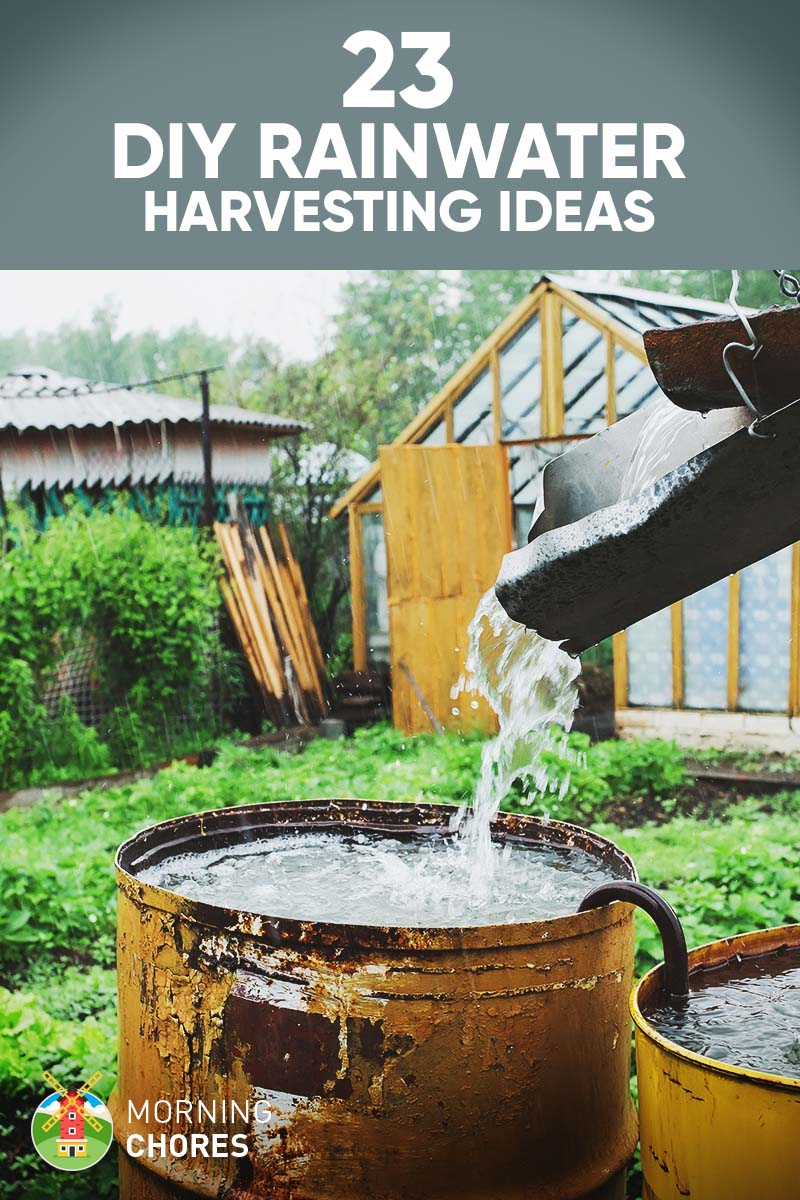 23
DIY RAINWATER
HARVESTING IDEAS
MORNING
CHORES